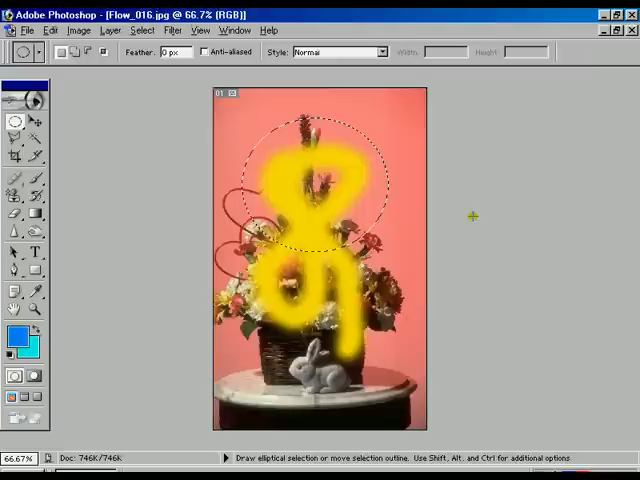 Adobe Photoshop - [Flow_016.jpg @ 66.7% (RGB)]
File Edit Image Layer Select Filter View Window Help
Feather: 0 px Anti-aliased Style: Normal Width: Height:
01
66.67% Doc: 746K/746K Draw elliptical selection or move selection outline. Use Shift, Alt, and Ctrl for additional options.